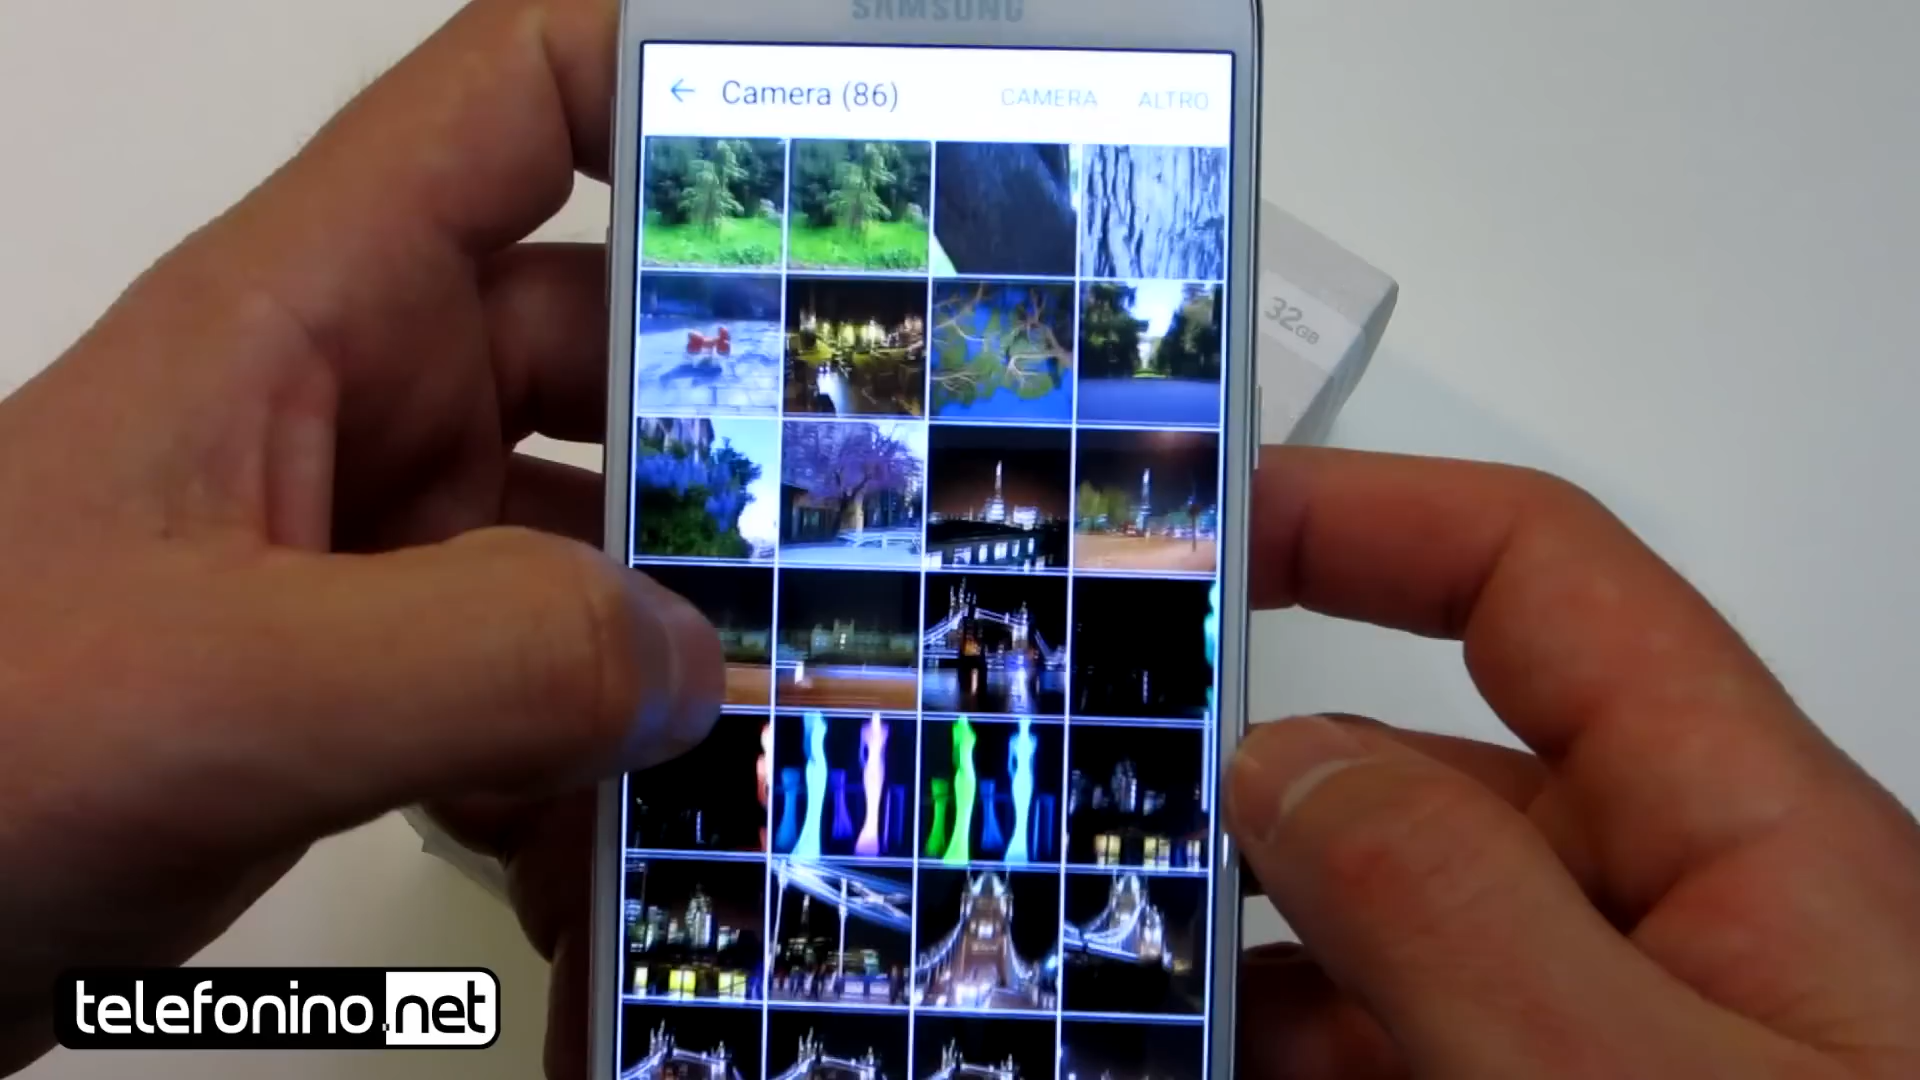 SAMSUNG
Camera (86)
CAMERA
ALTRO
32GB
telefonino.net